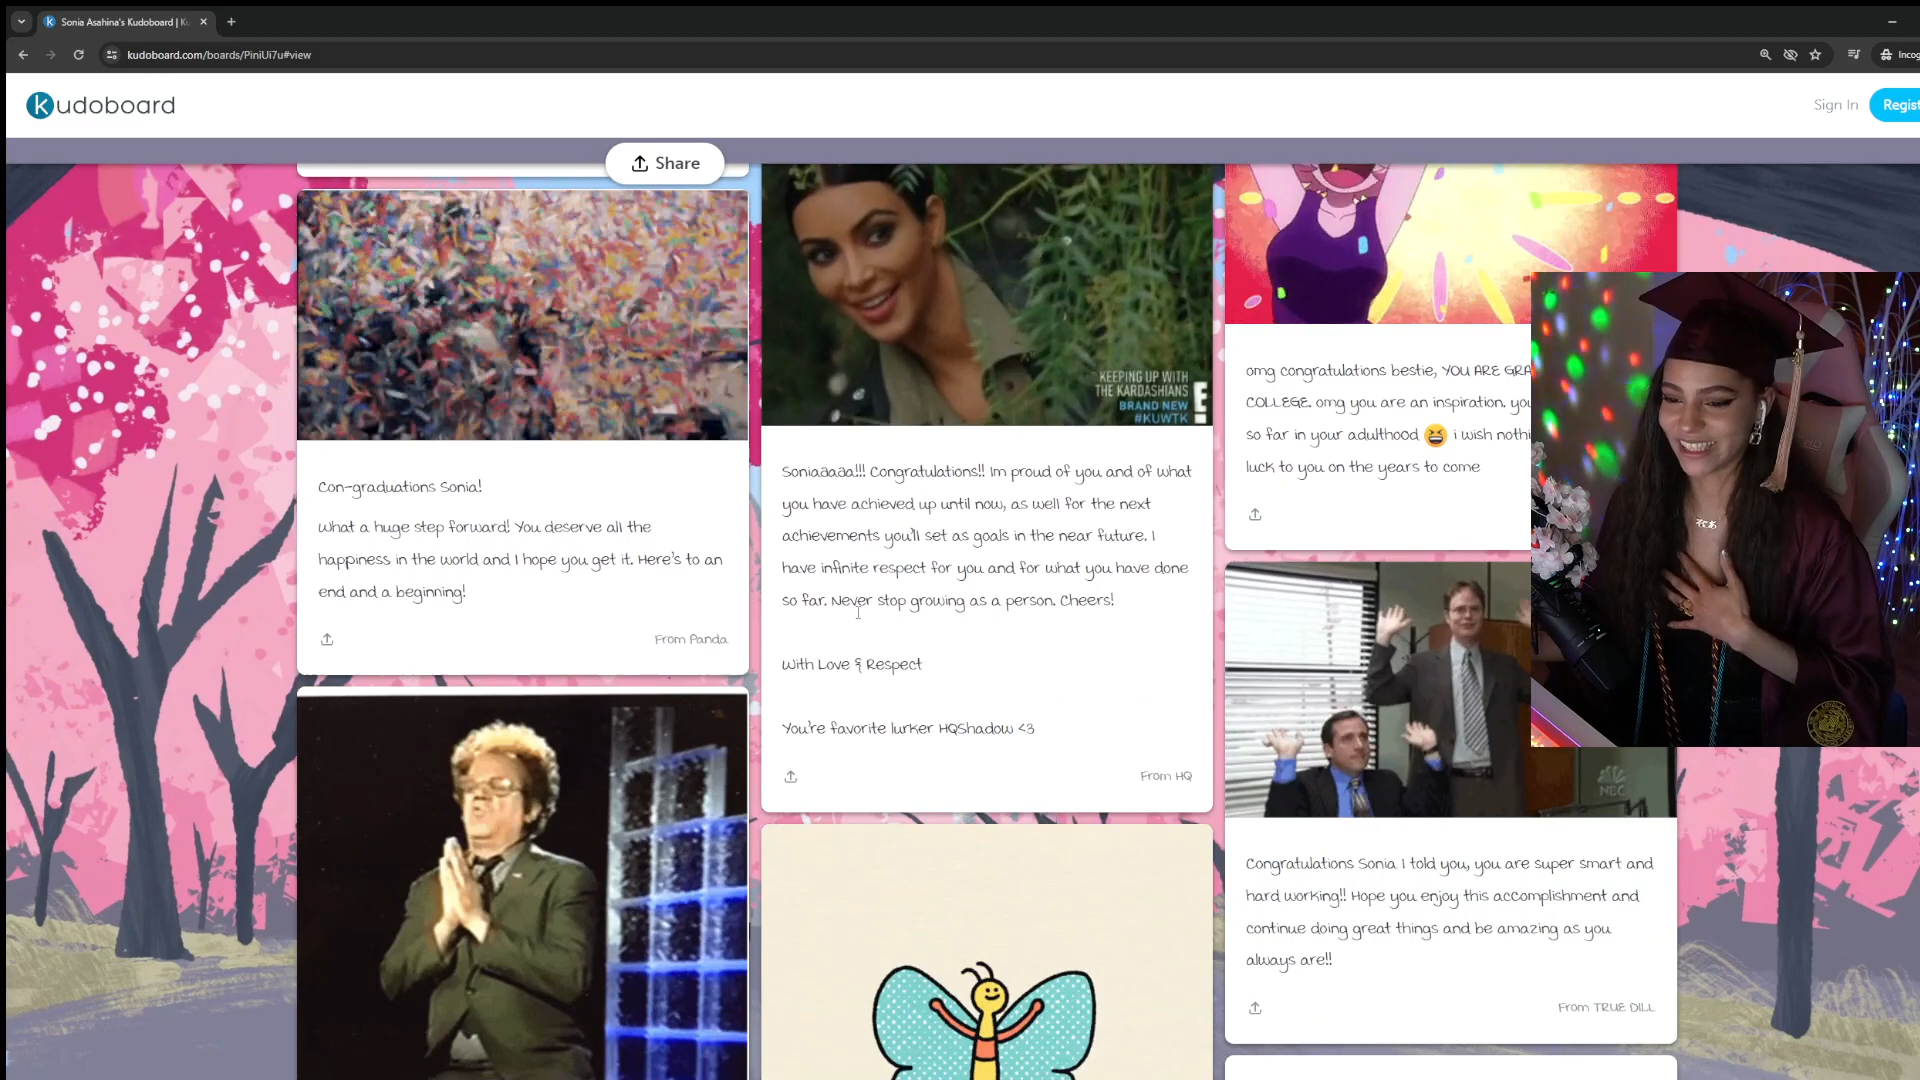 Sonia Asahina's Kudoboard | K
kudoboard.com/boards/PiniUi7u#view
Incog
kudoboard
Sign In
Regist
Share
Con-graduations Sonia!
what a huge step forward! You deserve all the
happiness in the world and I hope you get it. Here's to an
end and a beginning!
From Panda
KEEPING UP WITH
THE KARDASHIANS
BRAND NEW
#KUWTK
E
Soniaaaaa!!! Congratulations!! Im proud of you and of what
you have achieved up until now, as well for the next
achievements you'll set as goals in the near future. I
have infinite respect for you and for what you have done
so far. Never stop growing as a person. Cheers!
With Love & Respect
You're favorite lurker HQShadow <3
From HQ
omg congratulations bestie, YOU ARE GRA
COLLEGE. omg you are an inspiration. you
so far in your adulthood 😆 i wish nothi
luck to you on the years to come
NBC
Congratulations Sonia I told you, you are super smart and
hard working!! Hope you enjoy this accomplishment and
continue doing great things and be amazing as you
always are!!
From TRUE DILL